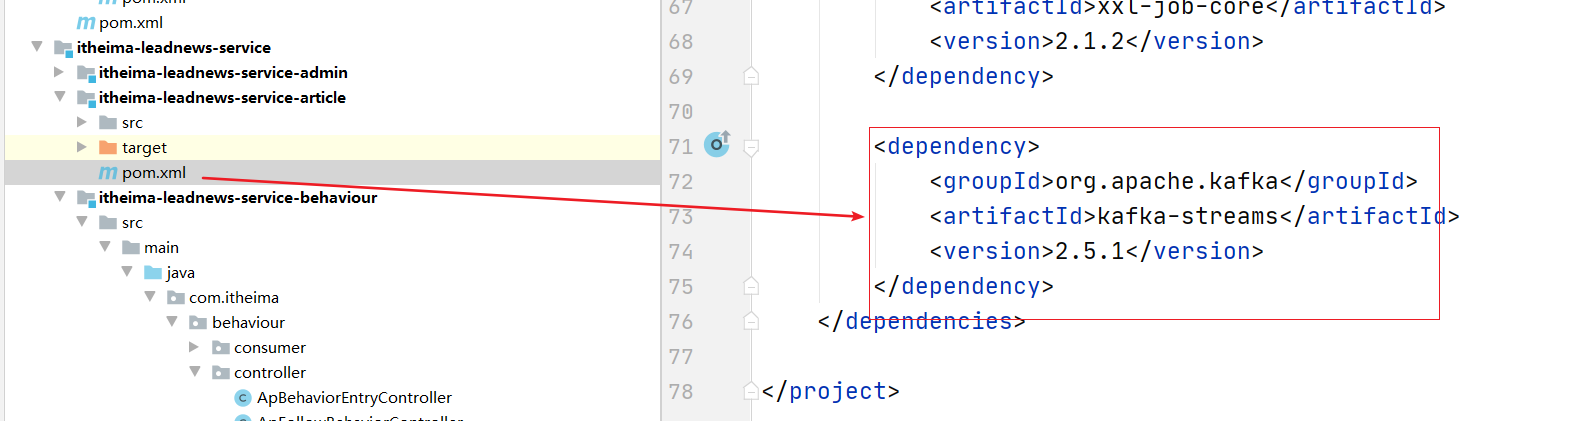 pom.xml
itheima-leadnews-service
itheima-leadnews-service-admin
itheima-leadnews-service-article
src
target
pom.xml
itheima-leadnews-service-behaviour
src
main
java
com.itheima
behaviour
consumer
controller
ApBehaviorEntryController
67 <artifactId>xxl-job-core</artifactId>
68 <version>2.1.2</version>
69 </dependency>
70
71 <dependency>
72 <groupId>org.apache.kafka</groupId>
73 <artifactId>kafka-streams</artifactId>
74 <version>2.5.1</version>
75 </dependency>
76 </dependencies>
77
78 </project>